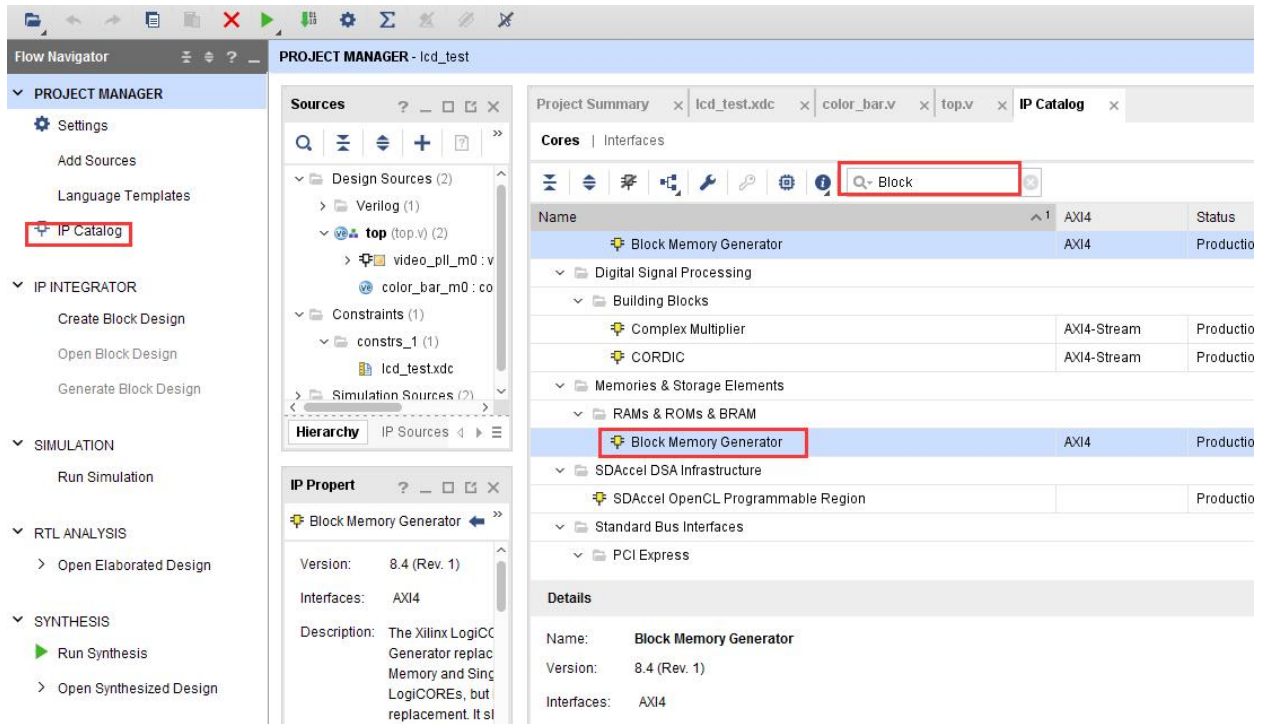 Flow Navigator
PROJECT MANAGER - lcd_test
PROJECT MANAGER
Settings
Add Sources
Language Templates
IP Catalog
IP INTEGRATOR
Create Block Design
Open Block Design
Generate Block Design
SIMULATION
Run Simulation
RTL ANALYSIS
Open Elaborated Design
SYNTHESIS
Run Synthesis
Open Synthesized Design
Sources
Design Sources (2)
Verilog (1)
top (top.v) (2)
video_pll_m0 : v
color_bar_m0 : co
Constraints (1)
constrs_1 (1)
lcd_test.xdc
Simulation Sources (2)
Hierarchy IP Sources
IP Propert
Block Memory Generator
Version: 8.4 (Rev. 1)
Interfaces: AXI4
Description: The Xilinx LogiCO
Generator replac
Memory and Sing
LogiCOREs, but
replacement. It sl
Project Summary lcd_test.xdc color_bar.v top.v IP Catalog
Cores | Interfaces
Block
Name 1 AXI4 Status
Block Memory Generator AXI4 Productio
Digital Signal Processing
Building Blocks
Complex Multiplier AXI4-Stream Productio
CORDIC AXI4-Stream Productio
Memories & Storage Elements
RAMs & ROMs & BRAM
Block Memory Generator AXI4 Productio
SDAccel DSA Infrastructure
SDAccel OpenCL Programmable Region Productio
Standard Bus Interfaces
PCI Express
Details
Name: Block Memory Generator
Version: 8.4 (Rev. 1)
Interfaces: AXI4